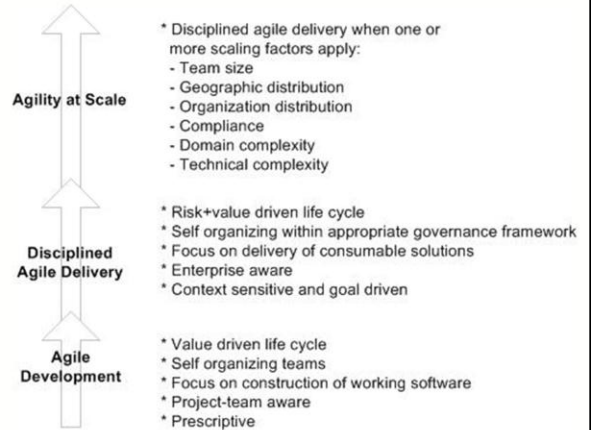 Agility at Scale
* Disciplined agile delivery when one or
more scaling factors apply:
- Team size
- Geographic distribution
- Organization distribution
- Compliance
- Domain complexity
- Technical complexity
Disciplined
Agile Delivery
* Risk+value driven life cycle
* Self organizing within appropriate governance framework
* Focus on delivery of consumable solutions
* Enterprise aware
* Context sensitive and goal driven
Agile
Development
* Value driven life cycle
* Self organizing teams
* Focus on construction of working software
* Project-team aware
* Prescriptive